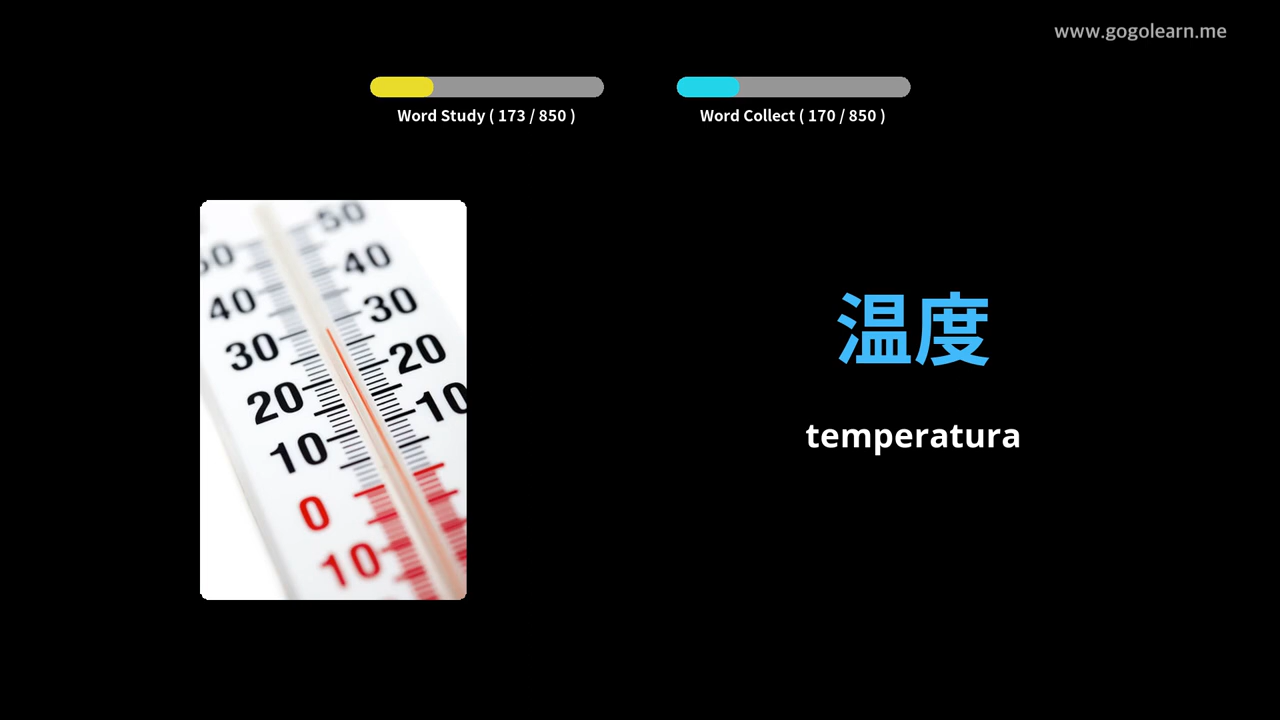 www.gogolearn.me
Word Study ( 173 / 850 )
Word Collect ( 170 / 850 )
50
50
40
40
30
30
20
20
10
10
0
10
温度
temperatura